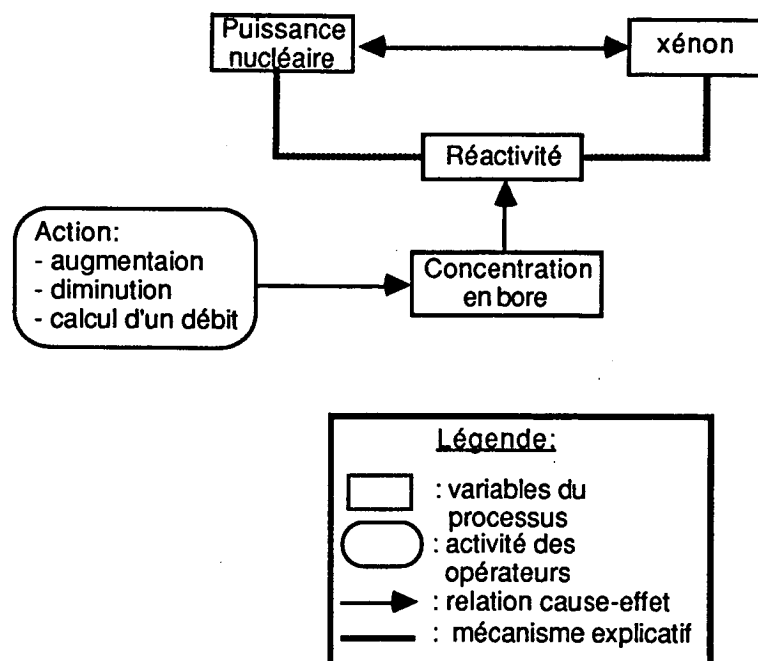 Puissance
nucléaire
xénon
Réactivité
Action:
- augmentaion
- diminution
- calcul d'un débit
Concentration
en bore
Légende:
: variables du
processus
: activité des
opérateurs
: relation cause-effet
: mécanisme explicatif